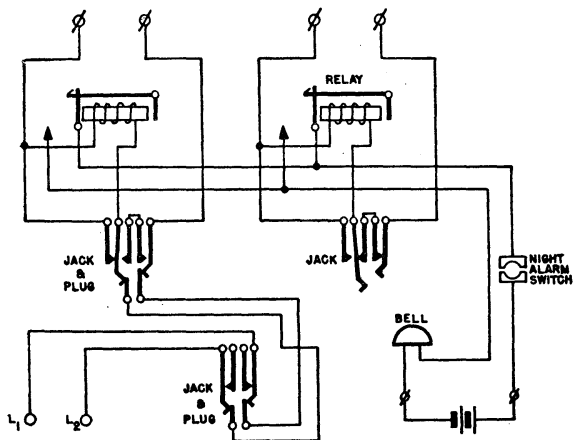 RELAY
JACK
&
PLUG
JACK
NIGHT
ALARM
SWITCH
BELL
JACK
&
PLUG
L1
L2